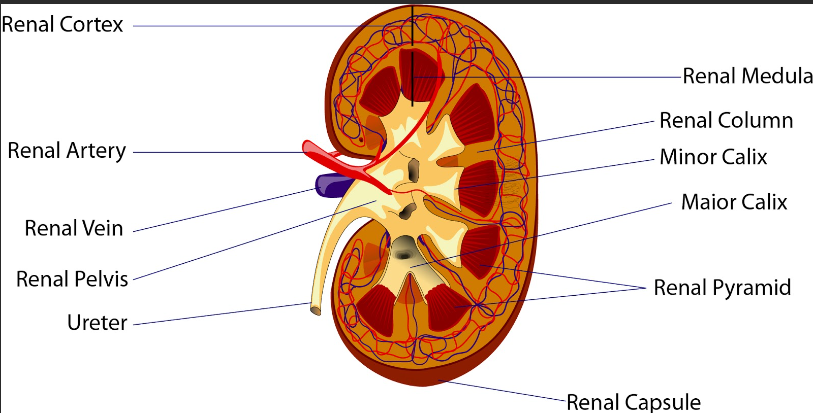 Renal Cortex
Renal Medula
Renal Column
Renal Artery
Minor Calix
Maior Calix
Renal Vein
Renal Pelvis
Renal Pyramid
Ureter
Renal Capsule